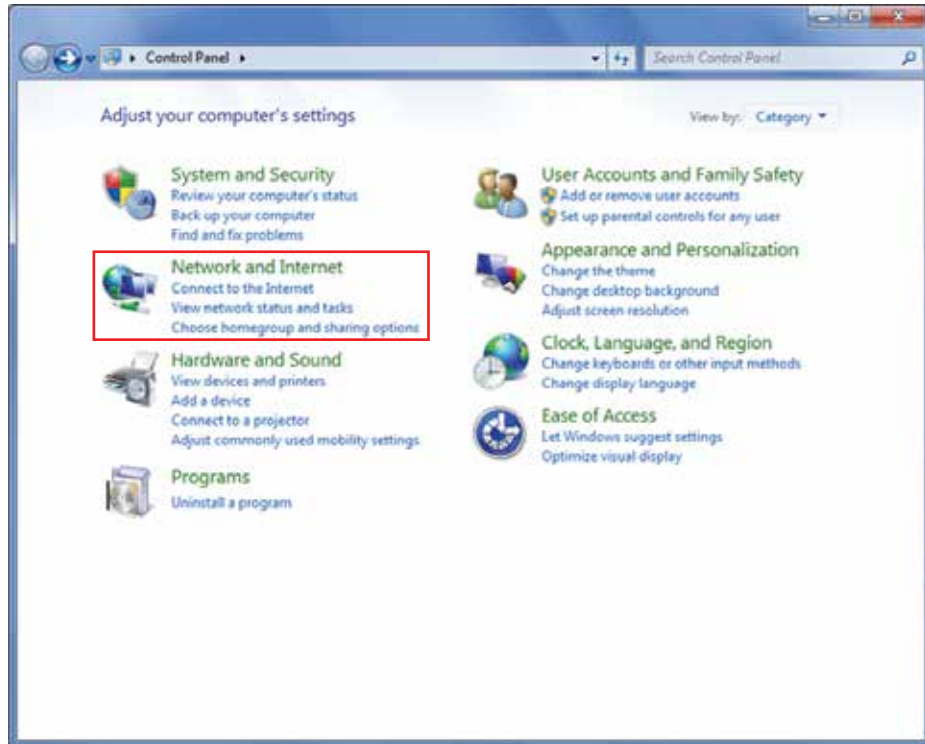 Control Panel
Search Control Panel
Adjust your computer's settings
View by: Category
System and Security
Review your computer's status
Back up your computer
Find and fix problems
Network and Internet
Connect to the Internet
View network status and tasks
Choose homegroup and sharing options
Hardware and Sound
View devices and printers
Add a device
Connect to a projector
Adjust commonly used mobility settings
Programs
Uninstall a program
User Accounts and Family Safety
Add or remove user accounts
Set up parental controls for any user
Appearance and Personalization
Change the theme
Change desktop background
Adjust screen resolution
Clock, Language, and Region
Change keyboards or other input methods
Change display language
Ease of Access
Let Windows suggest settings
Optimize visual display